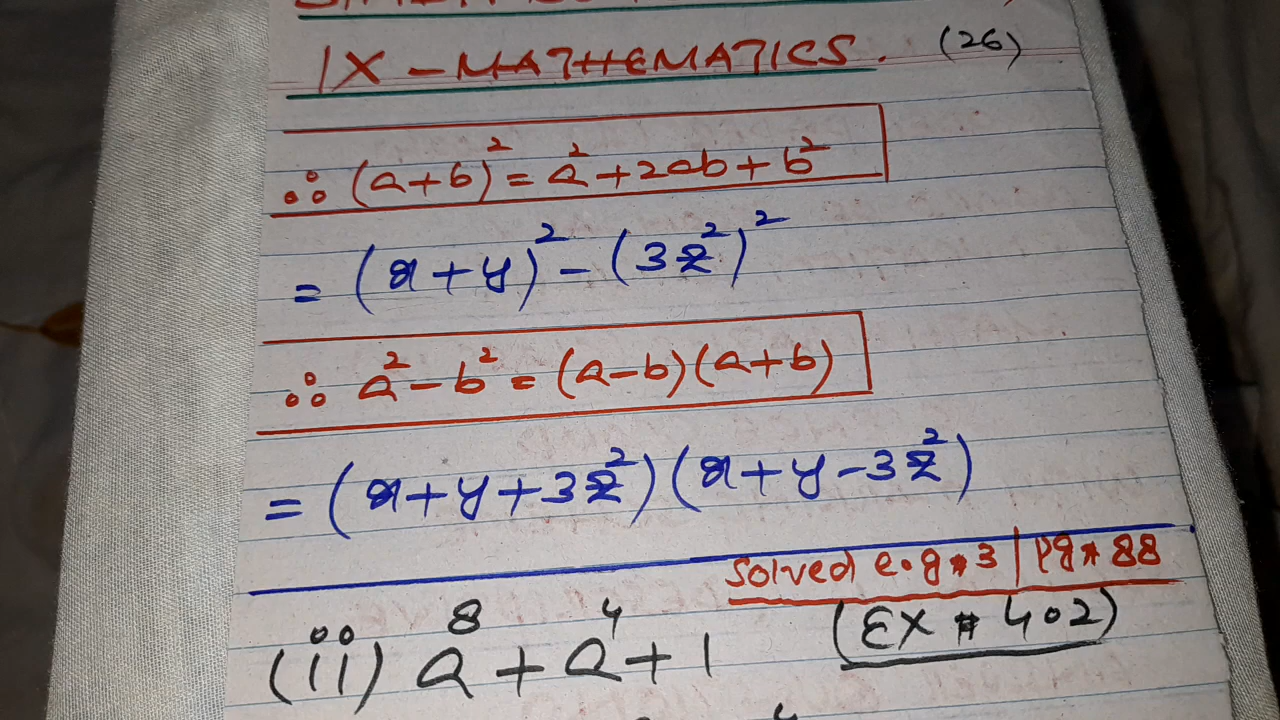 IX - MATHEMATICS. (26)
∴ (a+b)² = a² + 2ab + b²
= (x+y)² - (3z²)²
∴ a² - b² = (a-b)(a+b)
= (x+y+3z²)(x+y-3z²)
Solved e.g # 3 | Pg # 88
(ii) a⁸ + a⁴ + 1 (EX # 4.2)